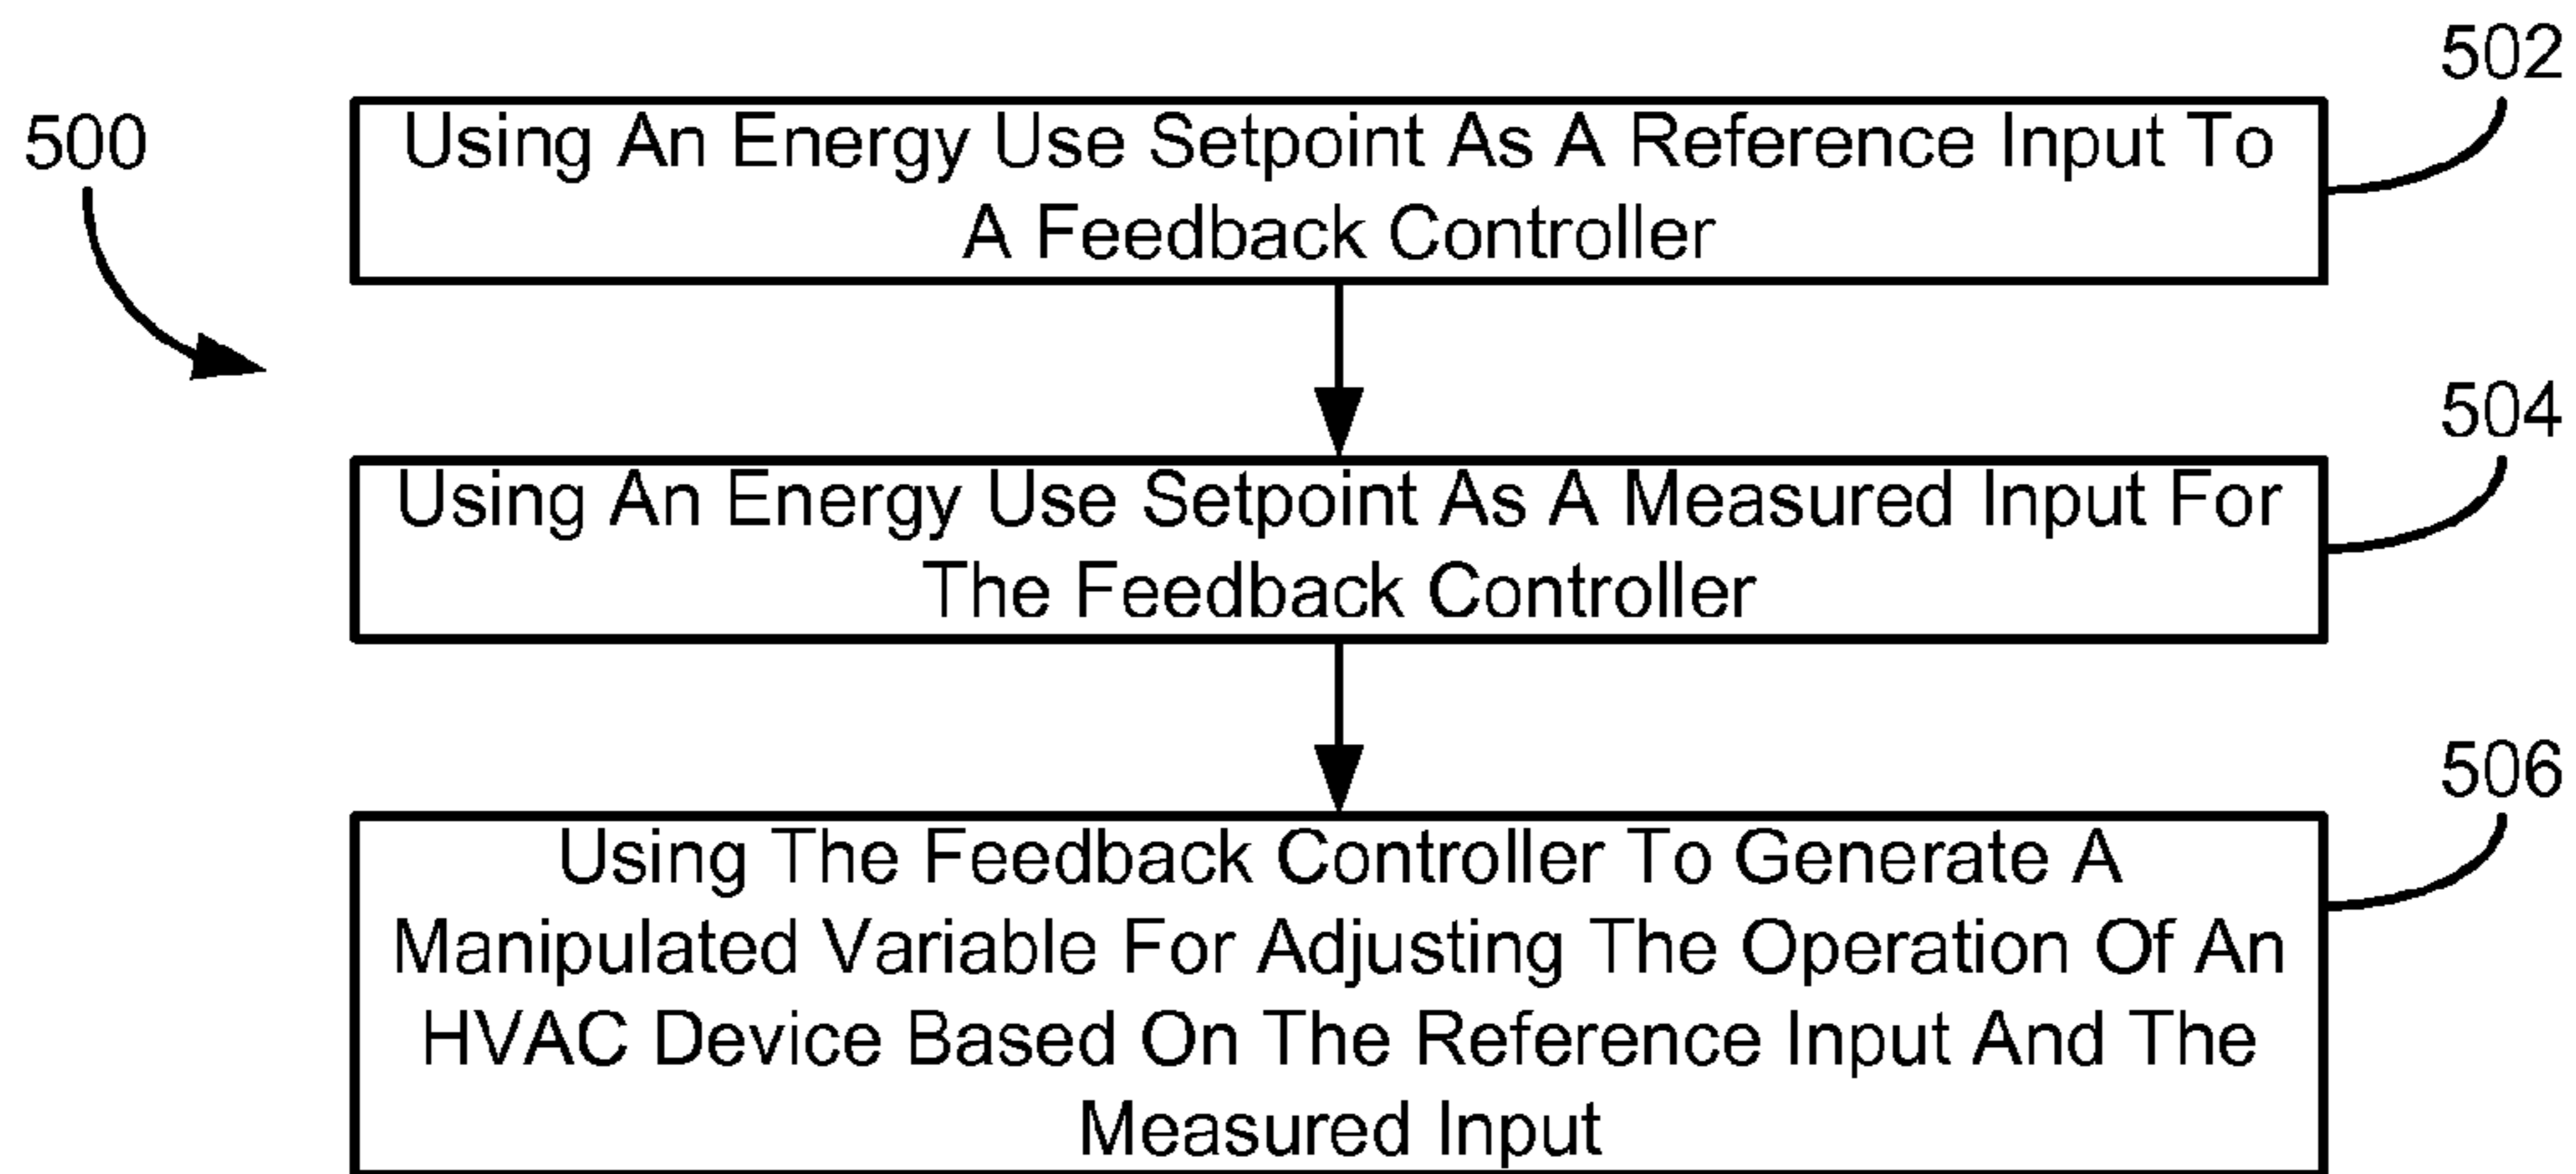 502
500
Using An Energy Use Setpoint As A Reference Input To
A Feedback Controller
504
Using An Energy Use Setpoint As A Measured Input For
The Feedback Controller
506
Using The Feedback Controller To Generate A
Manipulated Variable For Adjusting The Operation Of An
HVAC Device Based On The Reference Input And The
Measured Input